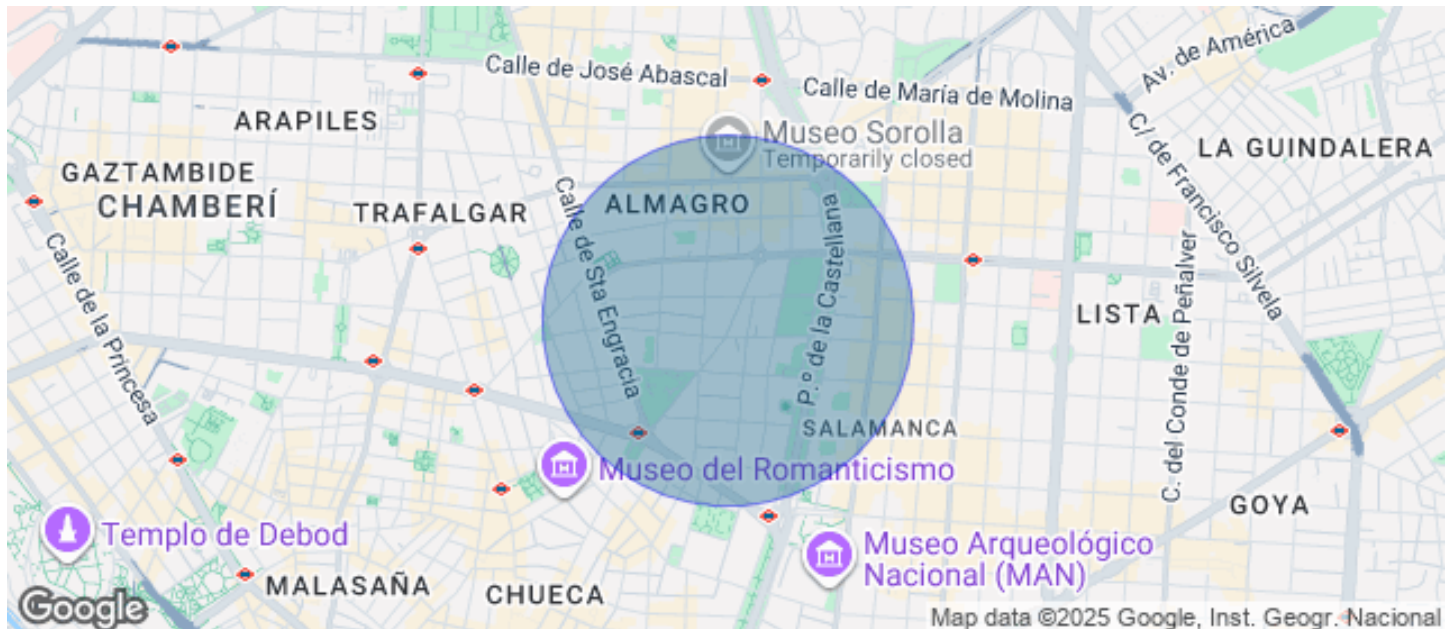 Calle de José Abascal
Av. de América
Calle de María de Molina
ARAPILES
Museo Sorolla
Temporarily closed
C/ de Francisco Silvela
LA GUINDALERA
GAZTAMBIDE
CHAMBERÍ
TRAFALGAR
ALMAGRO
Calle de Sta Engracia
P.º de la Castellana
Calle de la Princesa
LISTA
C. del Conde de Peñalver
SALAMANCA
Museo del Romanticismo
GOYA
Templo de Debod
Museo Arqueológico
Nacional (MAN)
MALASAÑA
CHUECA
Google
Map data ©2025 Google, Inst. Geogr. Nacional